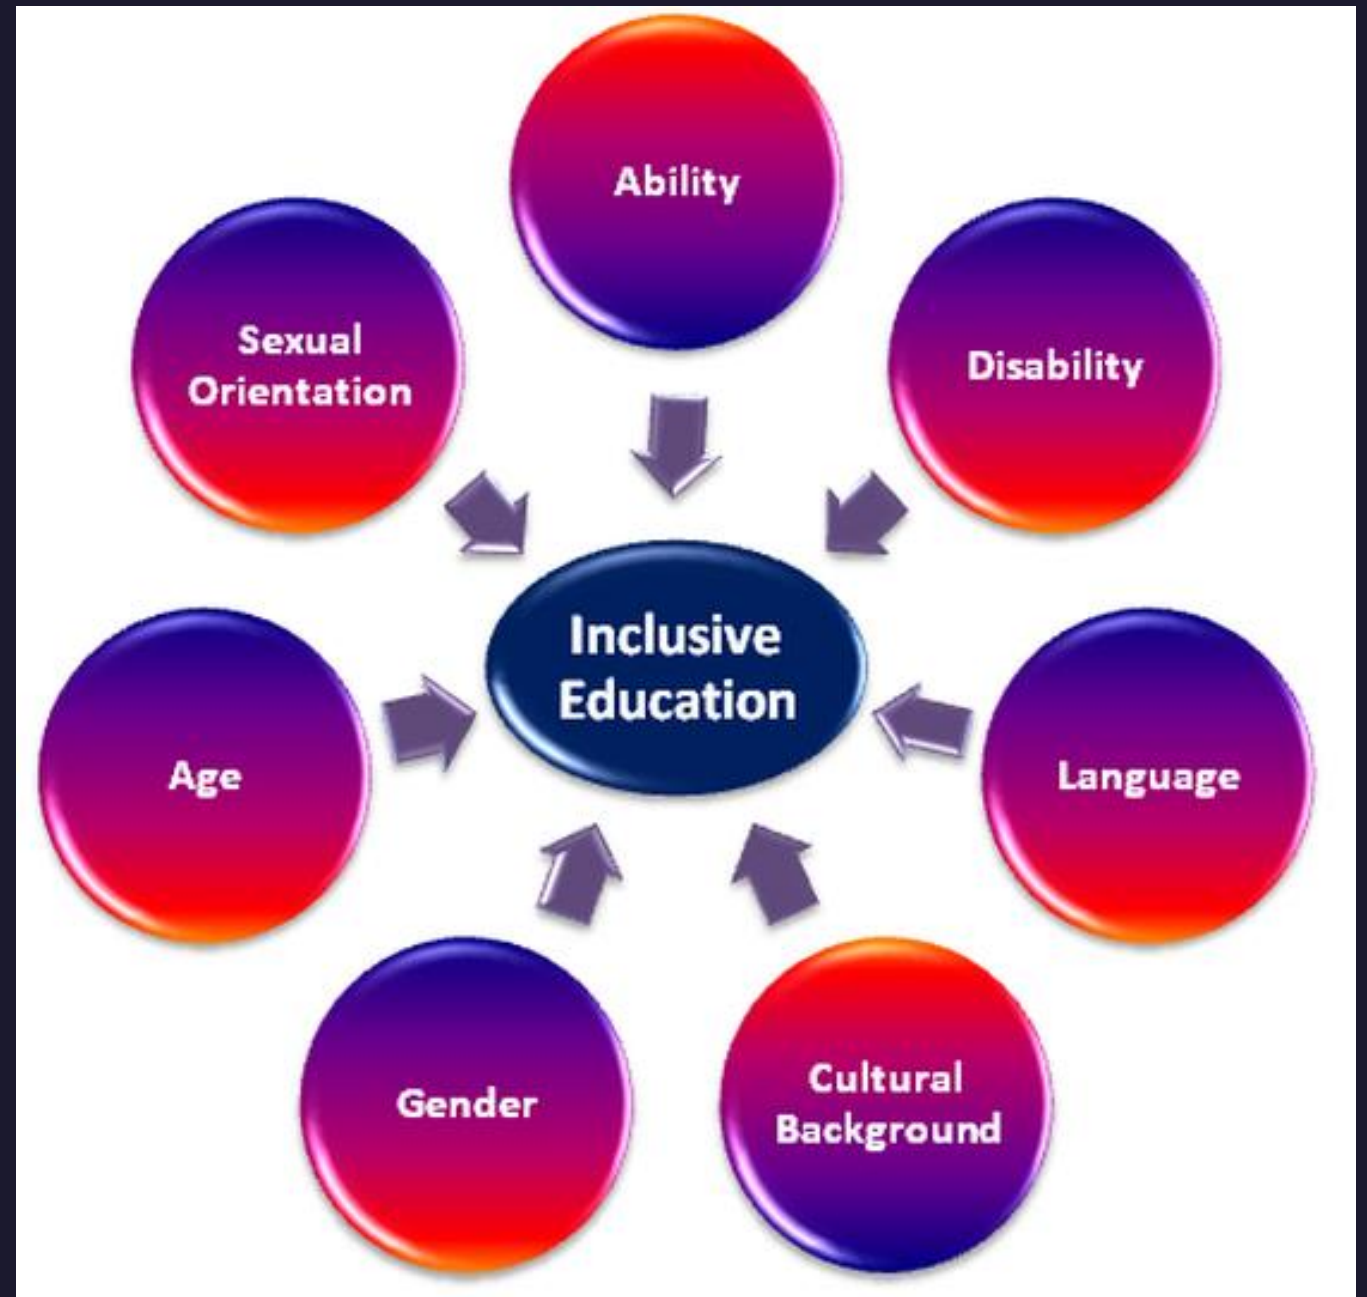 Ability
Sexual
Orientation
Disability
Inclusive
Education
Age
Language
Gender
Cultural
Background